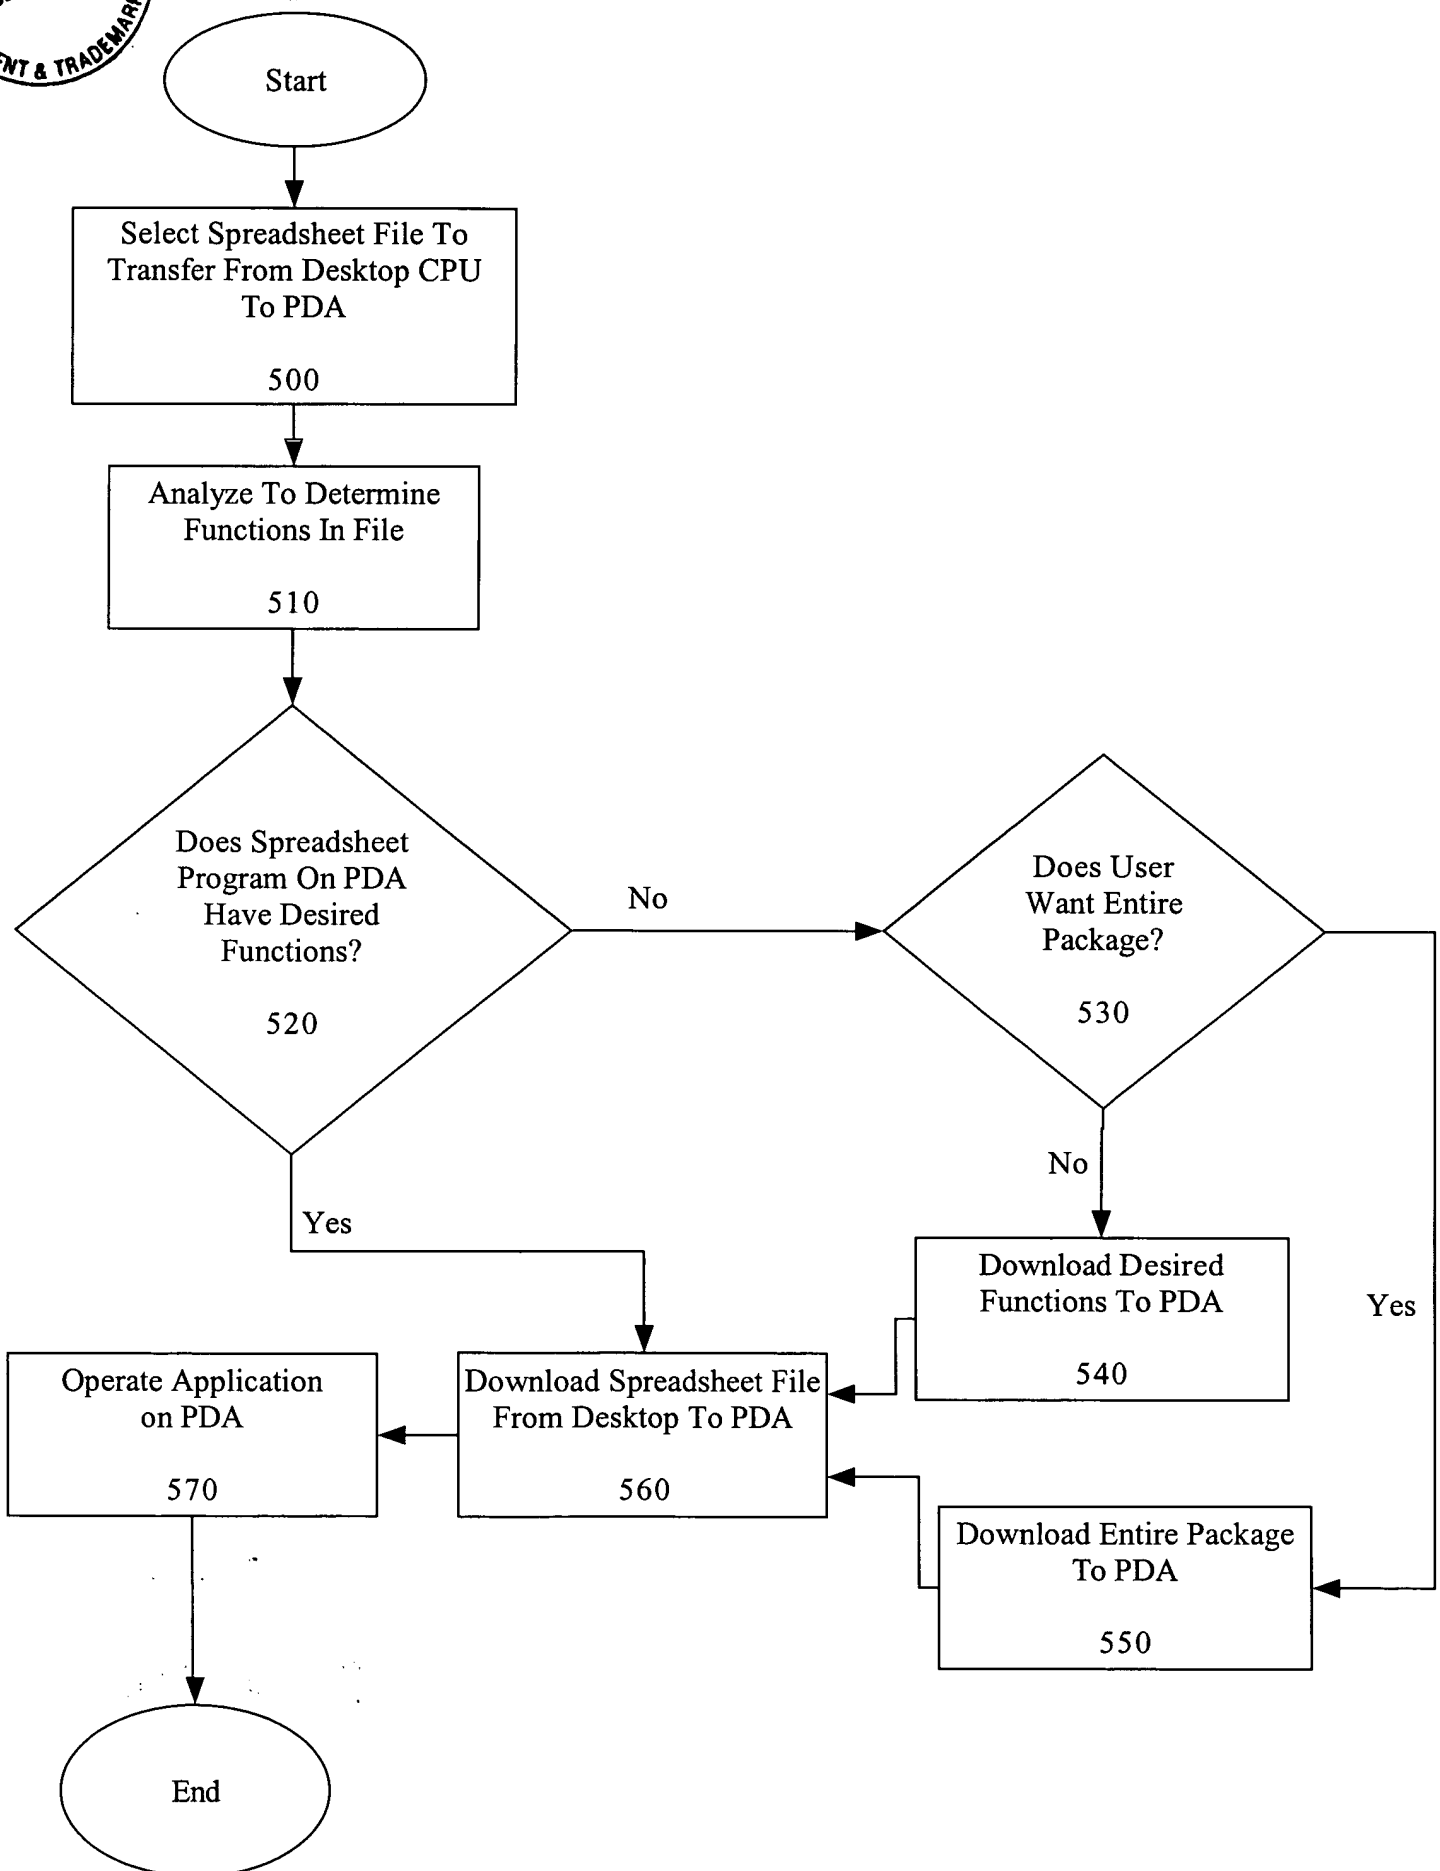 ENT & TRADEMARK
Start
Select Spreadsheet File To
Transfer From Desktop CPU
To PDA
500
Analyze To Determine
Functions In File
510
Does Spreadsheet
Program On PDA
Have Desired
Functions?
520
No
Does User
Want Entire
Package?
530
No
Yes
Download Desired
Functions To PDA
540
Yes
Operate Application
on PDA
570
Download Spreadsheet File
From Desktop To PDA
560
Download Entire Package
To PDA
550
End